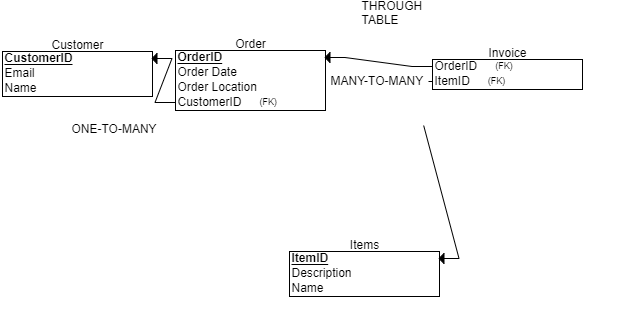 THROUGH
TABLE
Customer
CustomerID
Email
Name
Order
OrderID
Order Date
Order Location
CustomerID (FK)
Invoice
OrderID (FK)
ItemID (FK)
MANY-TO-MANY
ONE-TO-MANY
Items
ItemID
Description
Name